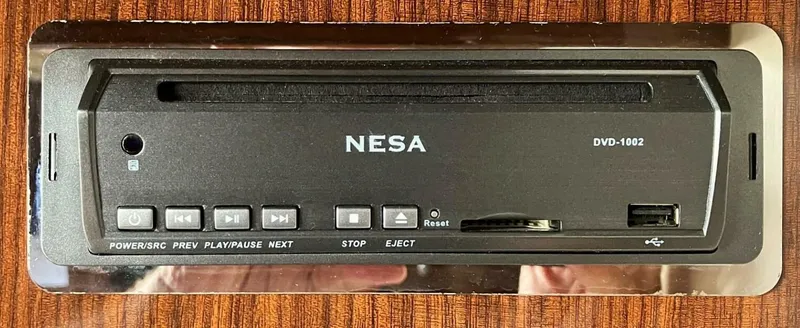 NESA
DVD-1002
Reset
POWER/SRC PREV PLAY/PAUSE NEXT STOP EJECT